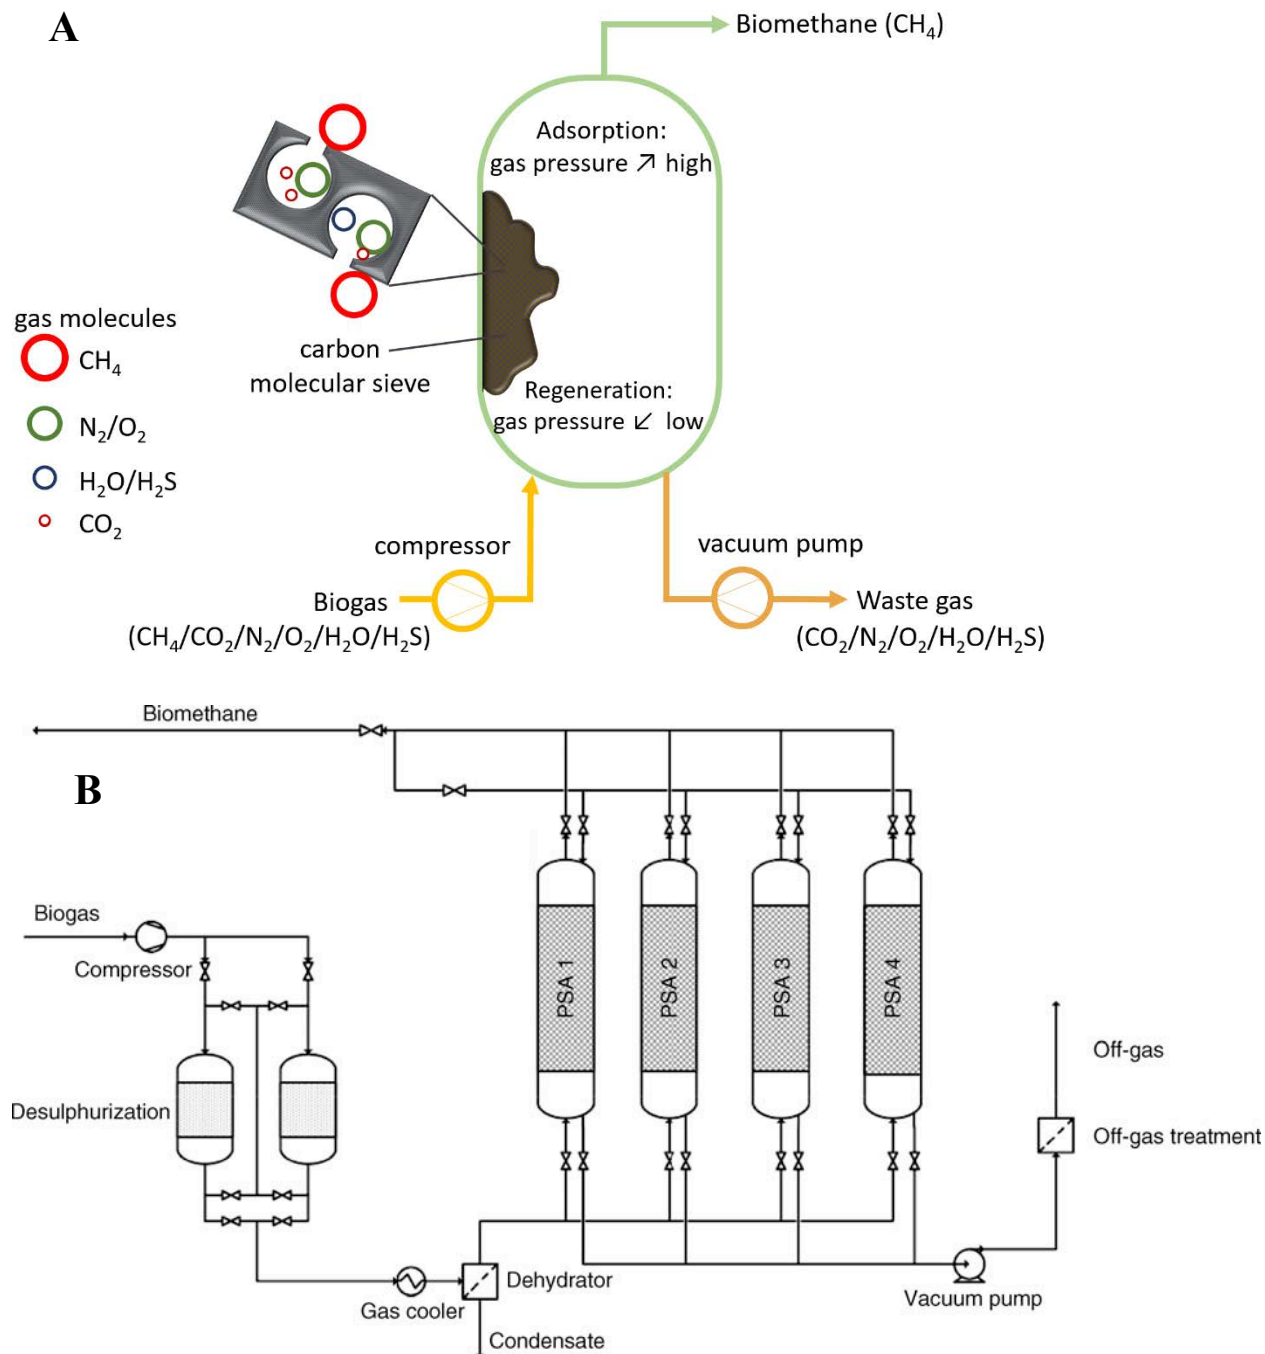 A
Biomethane (CH₄)
Adsorption:
gas pressure ↗ high
gas molecules
CH₄
N₂/O₂
H₂O/H₂S
CO₂
carbon
molecular sieve
Regeneration:
gas pressure ↙ low
compressor
vacuum pump
Biogas
(CH₄/CO₂/N₂/O₂/H₂O/H₂S)
Waste gas
(CO₂/N₂/O₂/H₂O/H₂S)
Biomethane
B
Biogas
Compressor
Desulphurization
PSA 1
PSA 2
PSA 3
PSA 4
Off-gas
Off-gas treatment
Gas cooler
Dehydrator
Condensate
Vacuum pump